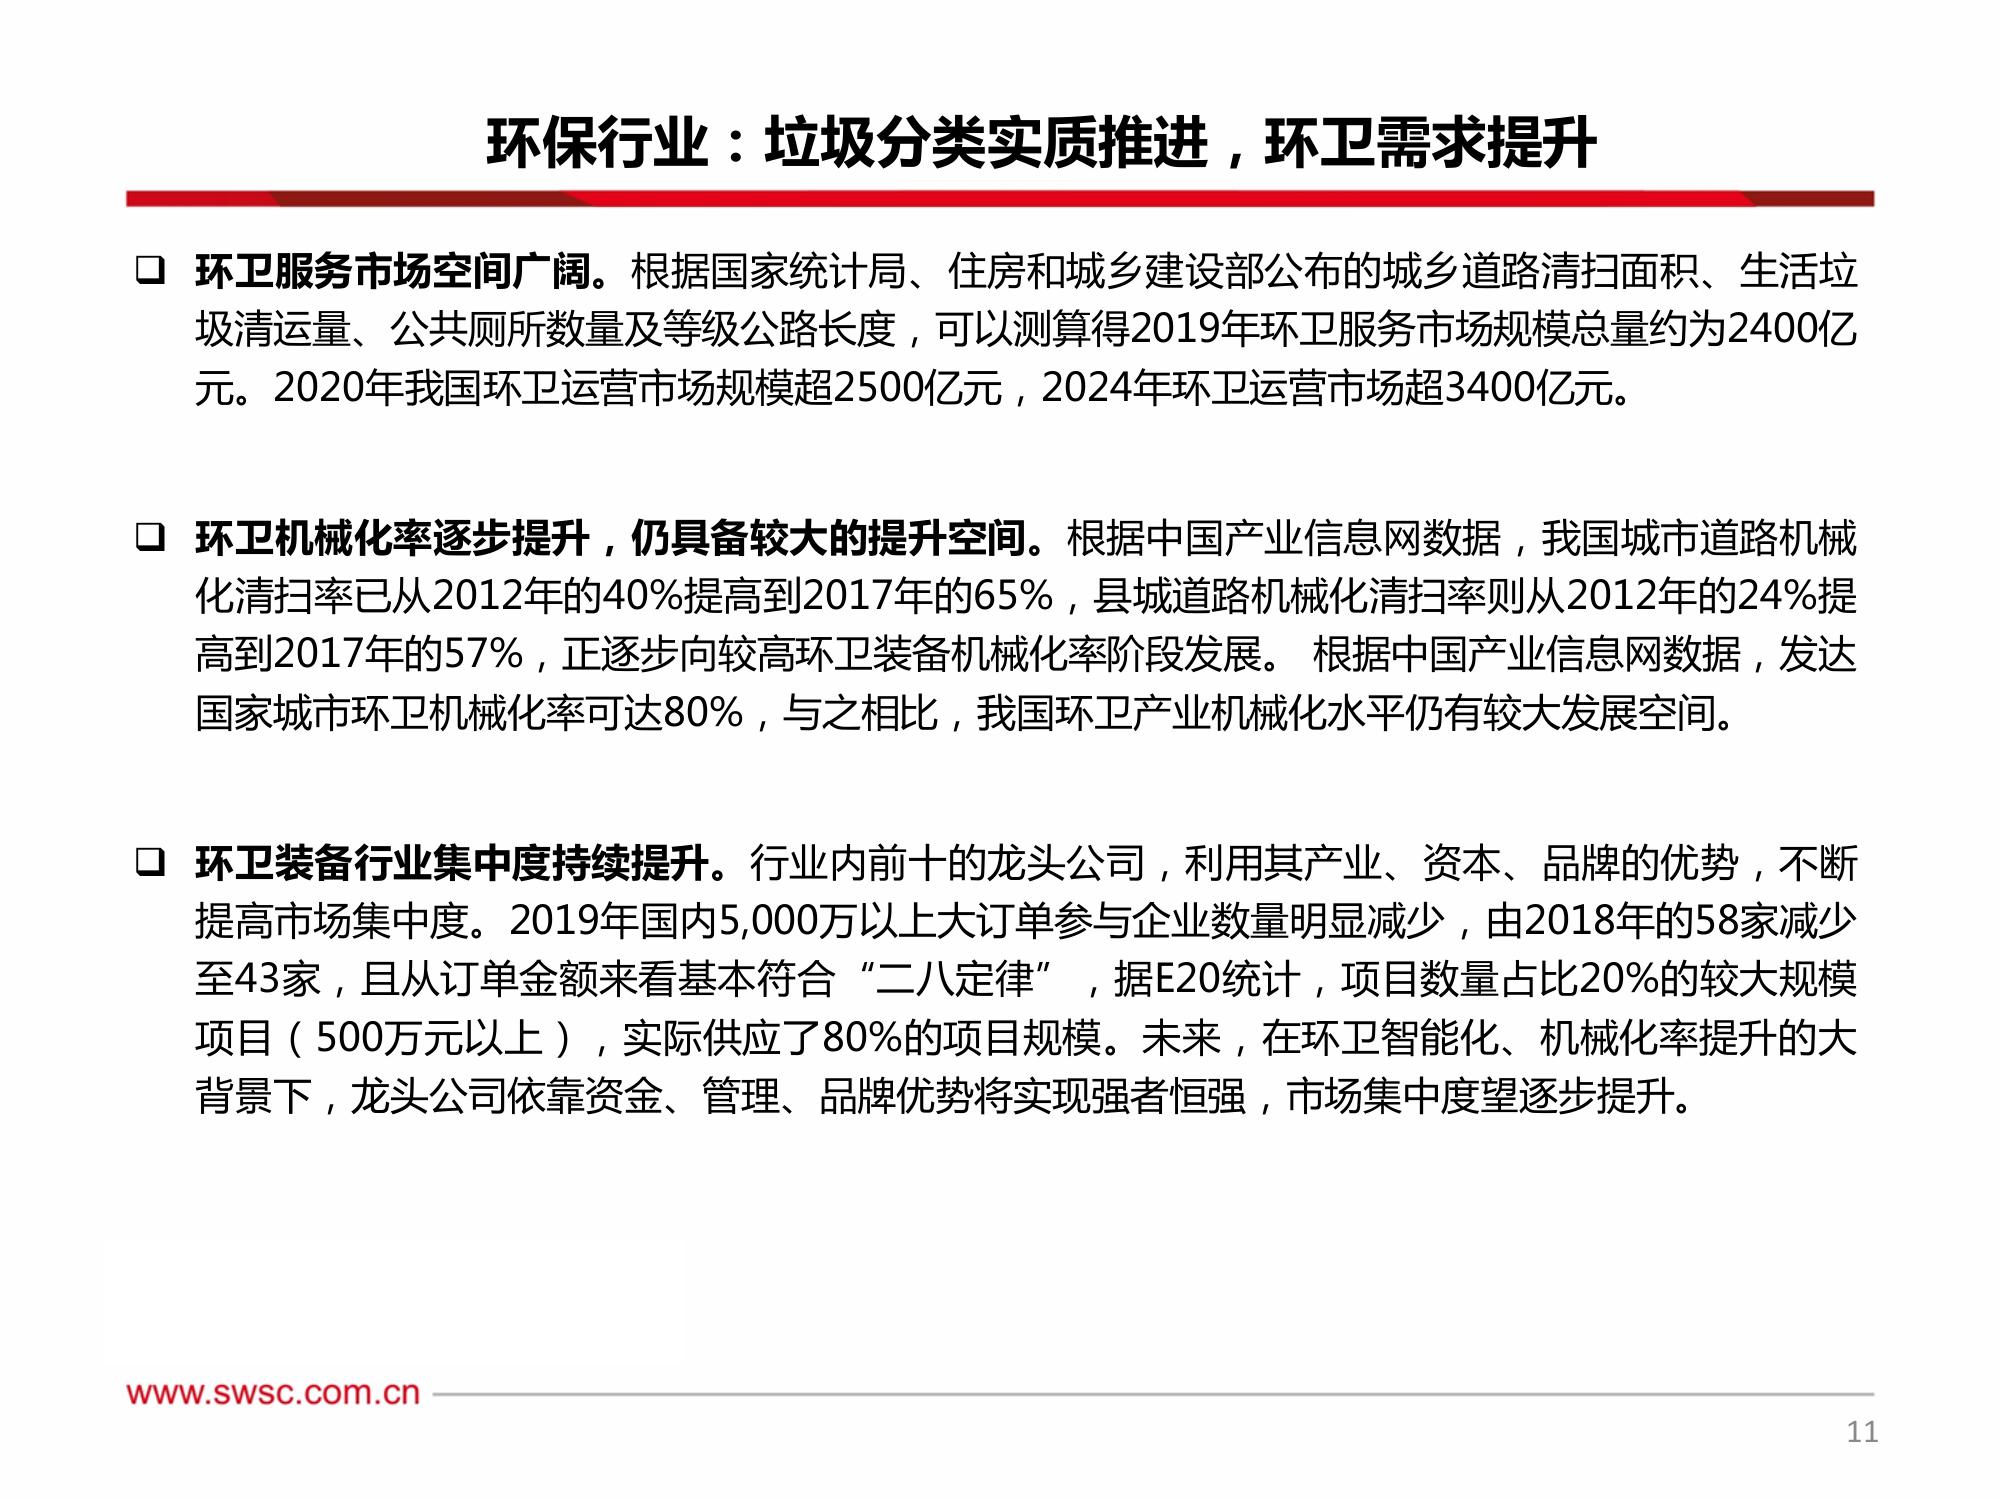 环保行业：垃圾分类实质推进，环卫需求提升
❑ 环卫服务市场空间广阔。根据国家统计局、住房和城乡建设部公布的城乡道路清扫面积、生活垃
圾清运量、公共厕所数量及等级公路长度，可以测算得2019年环卫服务市场规模总量约为2400亿
元。2020年我国环卫运营市场规模超2500亿元，2024年环卫运营市场超3400亿元。
❑ 环卫机械化率逐步提升，仍具备较大的提升空间。根据中国产业信息网数据，我国城市道路机械
化清扫率已从2012年的40%提高到2017年的65%，县城道路机械化清扫率则从2012年的24%提
高到2017年的57%，正逐步向较高环卫装备机械化率阶段发展。 根据中国产业信息网数据，发达
国家城市环卫机械化率可达80%，与之相比，我国环卫产业机械化水平仍有较大发展空间。
❑ 环卫装备行业集中度持续提升。行业内前十的龙头公司，利用其产业、资本、品牌的优势，不断
提高市场集中度。2019年国内5,000万以上大订单参与企业数量明显减少，由2018年的58家减少
至43家，且从订单金额来看基本符合“二八定律”，据E20统计，项目数量占比20%的较大规模
项目（500万元以上），实际供应了80%的项目规模。未来，在环卫智能化、机械化率提升的大
背景下，龙头公司依靠资金、管理、品牌优势将实现强者恒强，市场集中度望逐步提升。
www.swsc.com.cn
11